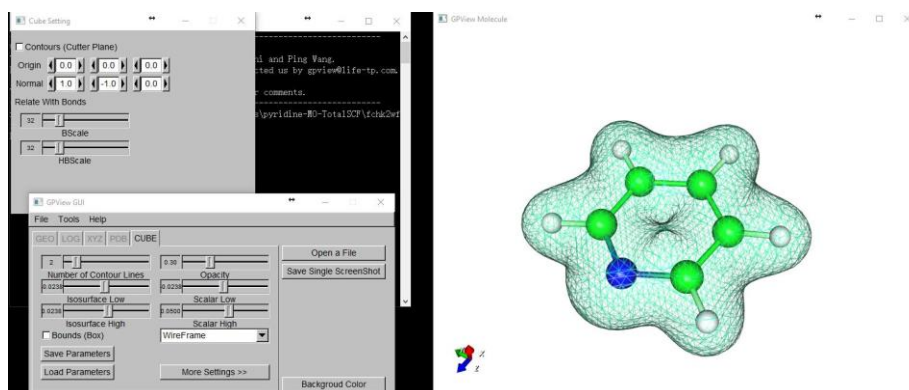 Cube Setting
Contours (Cutter Plane)
Origin 0.0 0.0 0.0
Normal 1.0 -1.0 0.0
Relate With Bonds
32
BScale
32
HBScale
and Ping Wang.
cted us by gpview@life-tp.com.
comments.
\pyridine-MO-TotalSCF\fchk2wf
GPView GUI
File Tools Help
GEO LOG XYZ PDB CUBE
2 0.30
Number of Contour Lines Opacity
-0.0238 -0.0238
Isosurface Low Scalar Low
0.0238 0.0500
Isosurface High Scalar High
Bounds (Box) WireFrame
Save Parameters
Load Parameters More Settings >>
Open a File
Save Single ScreenShot
Backgroud Color
GPView Molecule